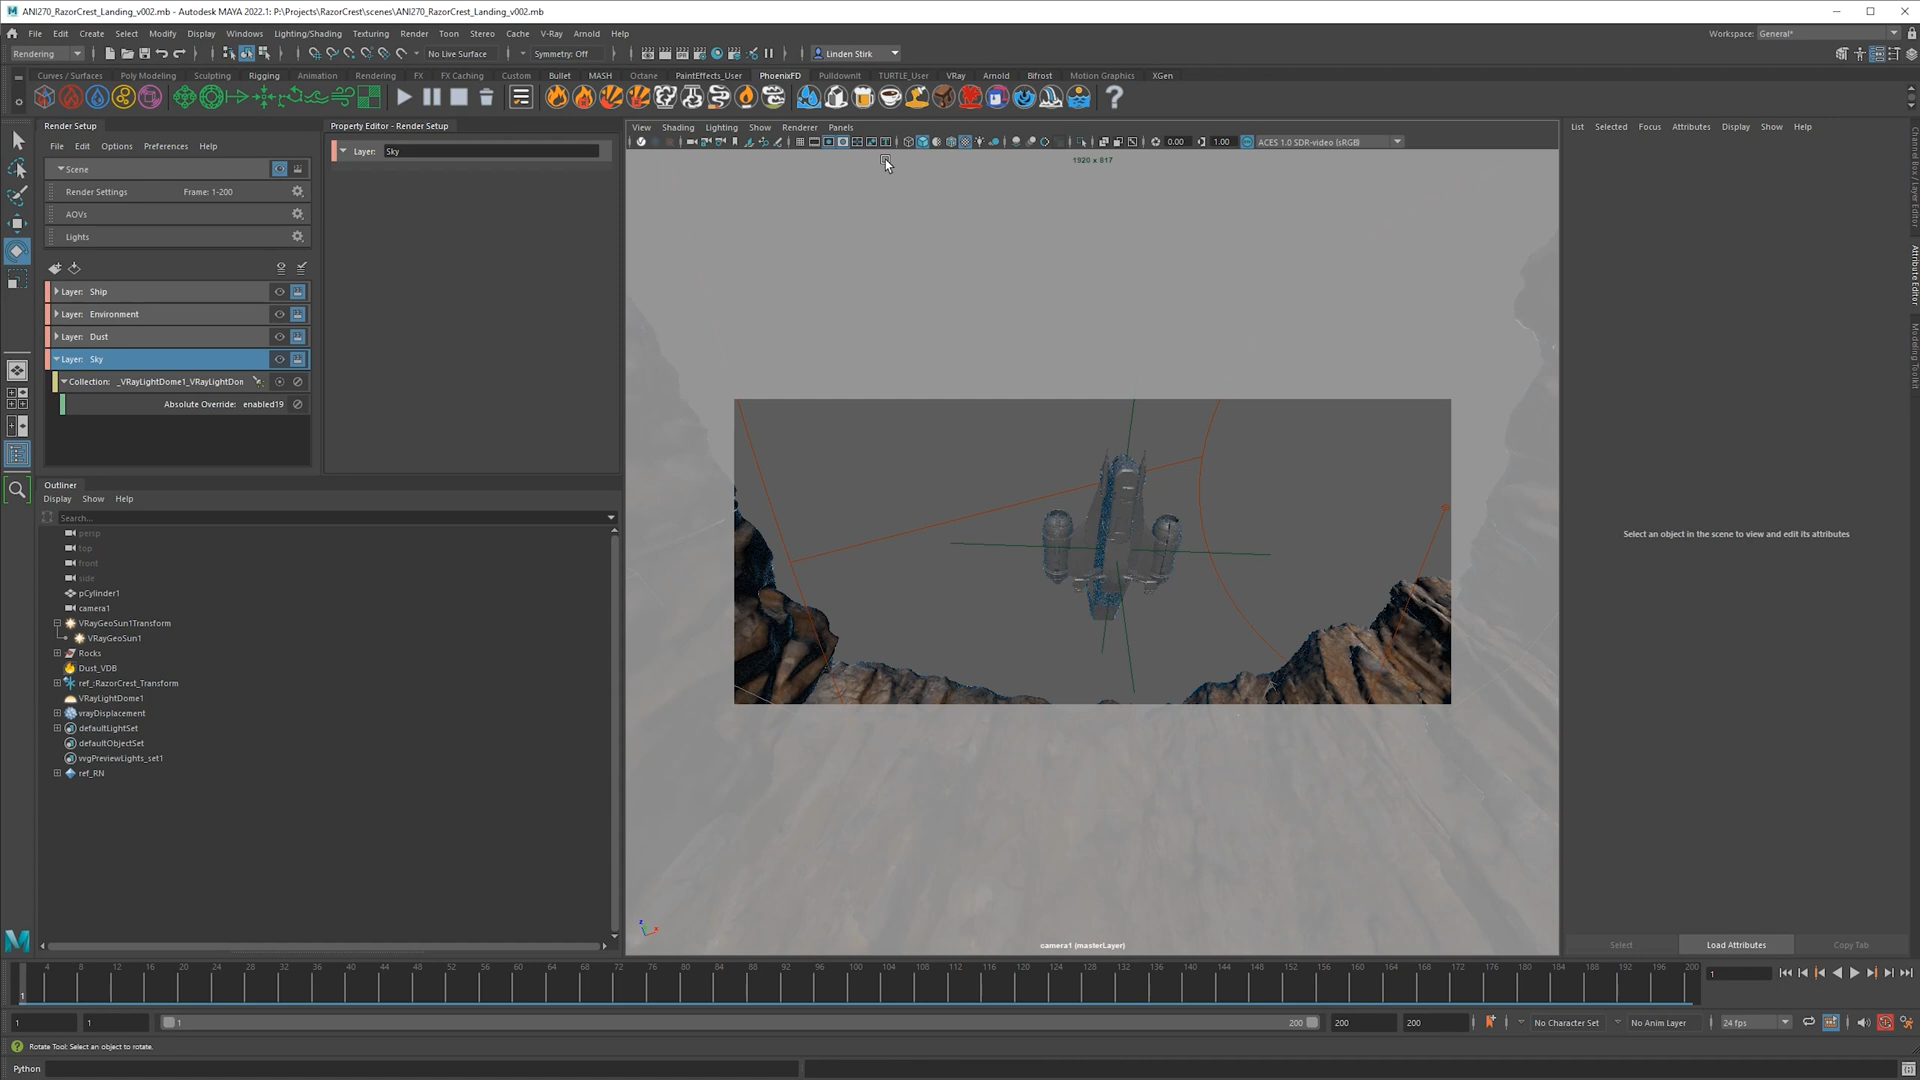 ANI270_RazorCrest_Landing_v002.mb - Autodesk MAYA 2022.1: P:\Projects\RazorCrest\scenes\ANI270_RazorCrest_Landing_v002.mb
File Edit Create Select Modify Display Windows Lighting/Shading Texturing Render Toon Stereo Cache V-Ray Arnold Help
Workspace: General*
Rendering
No Live Surface
Symmetry: Off
Linden Stirk
Curves / Surfaces Poly Modeling Sculpting Rigging Animation Rendering FX FX Caching Custom Bullet MASH Octane PaintEffects_User PhoenixFD Pulldownit TURTLE_User VRay Arnold Bifrost Motion Graphics XGen
Render Setup
File Edit Options Preferences Help
Scene
Render Settings Frame: 1-200
AOVs
Lights
Layer: Ship
Layer: Environment
Layer: Dust
Layer: Sky
Collection: _VRayLightDome1_VRayLightDon
Absolute Override: enabled19
Property Editor - Render Setup
Layer: Sky
Outliner
Display Show Help
Search...
persp
top
front
side
pCylinder1
camera1
VRayGeoSun1Transform
VRayGeoSun1
Rocks
Dust_VDB
ref_:RazorCrest_Transform
VRayLightDome1
vrayDisplacement
defaultLightSet
defaultObjectSet
vvgPreviewLights_set1
ref_RN
View Shading Lighting Show Renderer Panels
0.00 1.00 ACES 1.0 SDR-video (sRGB)
1920 x 817
camera1 (masterLayer)
List Selected Focus Attributes Display Show Help
Select an object in the scene to view and edit its attributes
Select Load Attributes Copy Tab
Channel Box / Layer Editor
Attribute Editor
Modeling Toolkit
4 8 12 16 20 24 28 32 36 40 44 48 52 56 60 64 68 72 76 80 84 88 92 96 100 104 108 112 116 120 124 128 132 136 140 144 148 152 156 160 164 168 172 176 180 184 188 192 196 200
1
1
1 1 1 200 200 200 No Character Set No Anim Layer 24 fps
Rotate Tool: Select an object to rotate.
Python